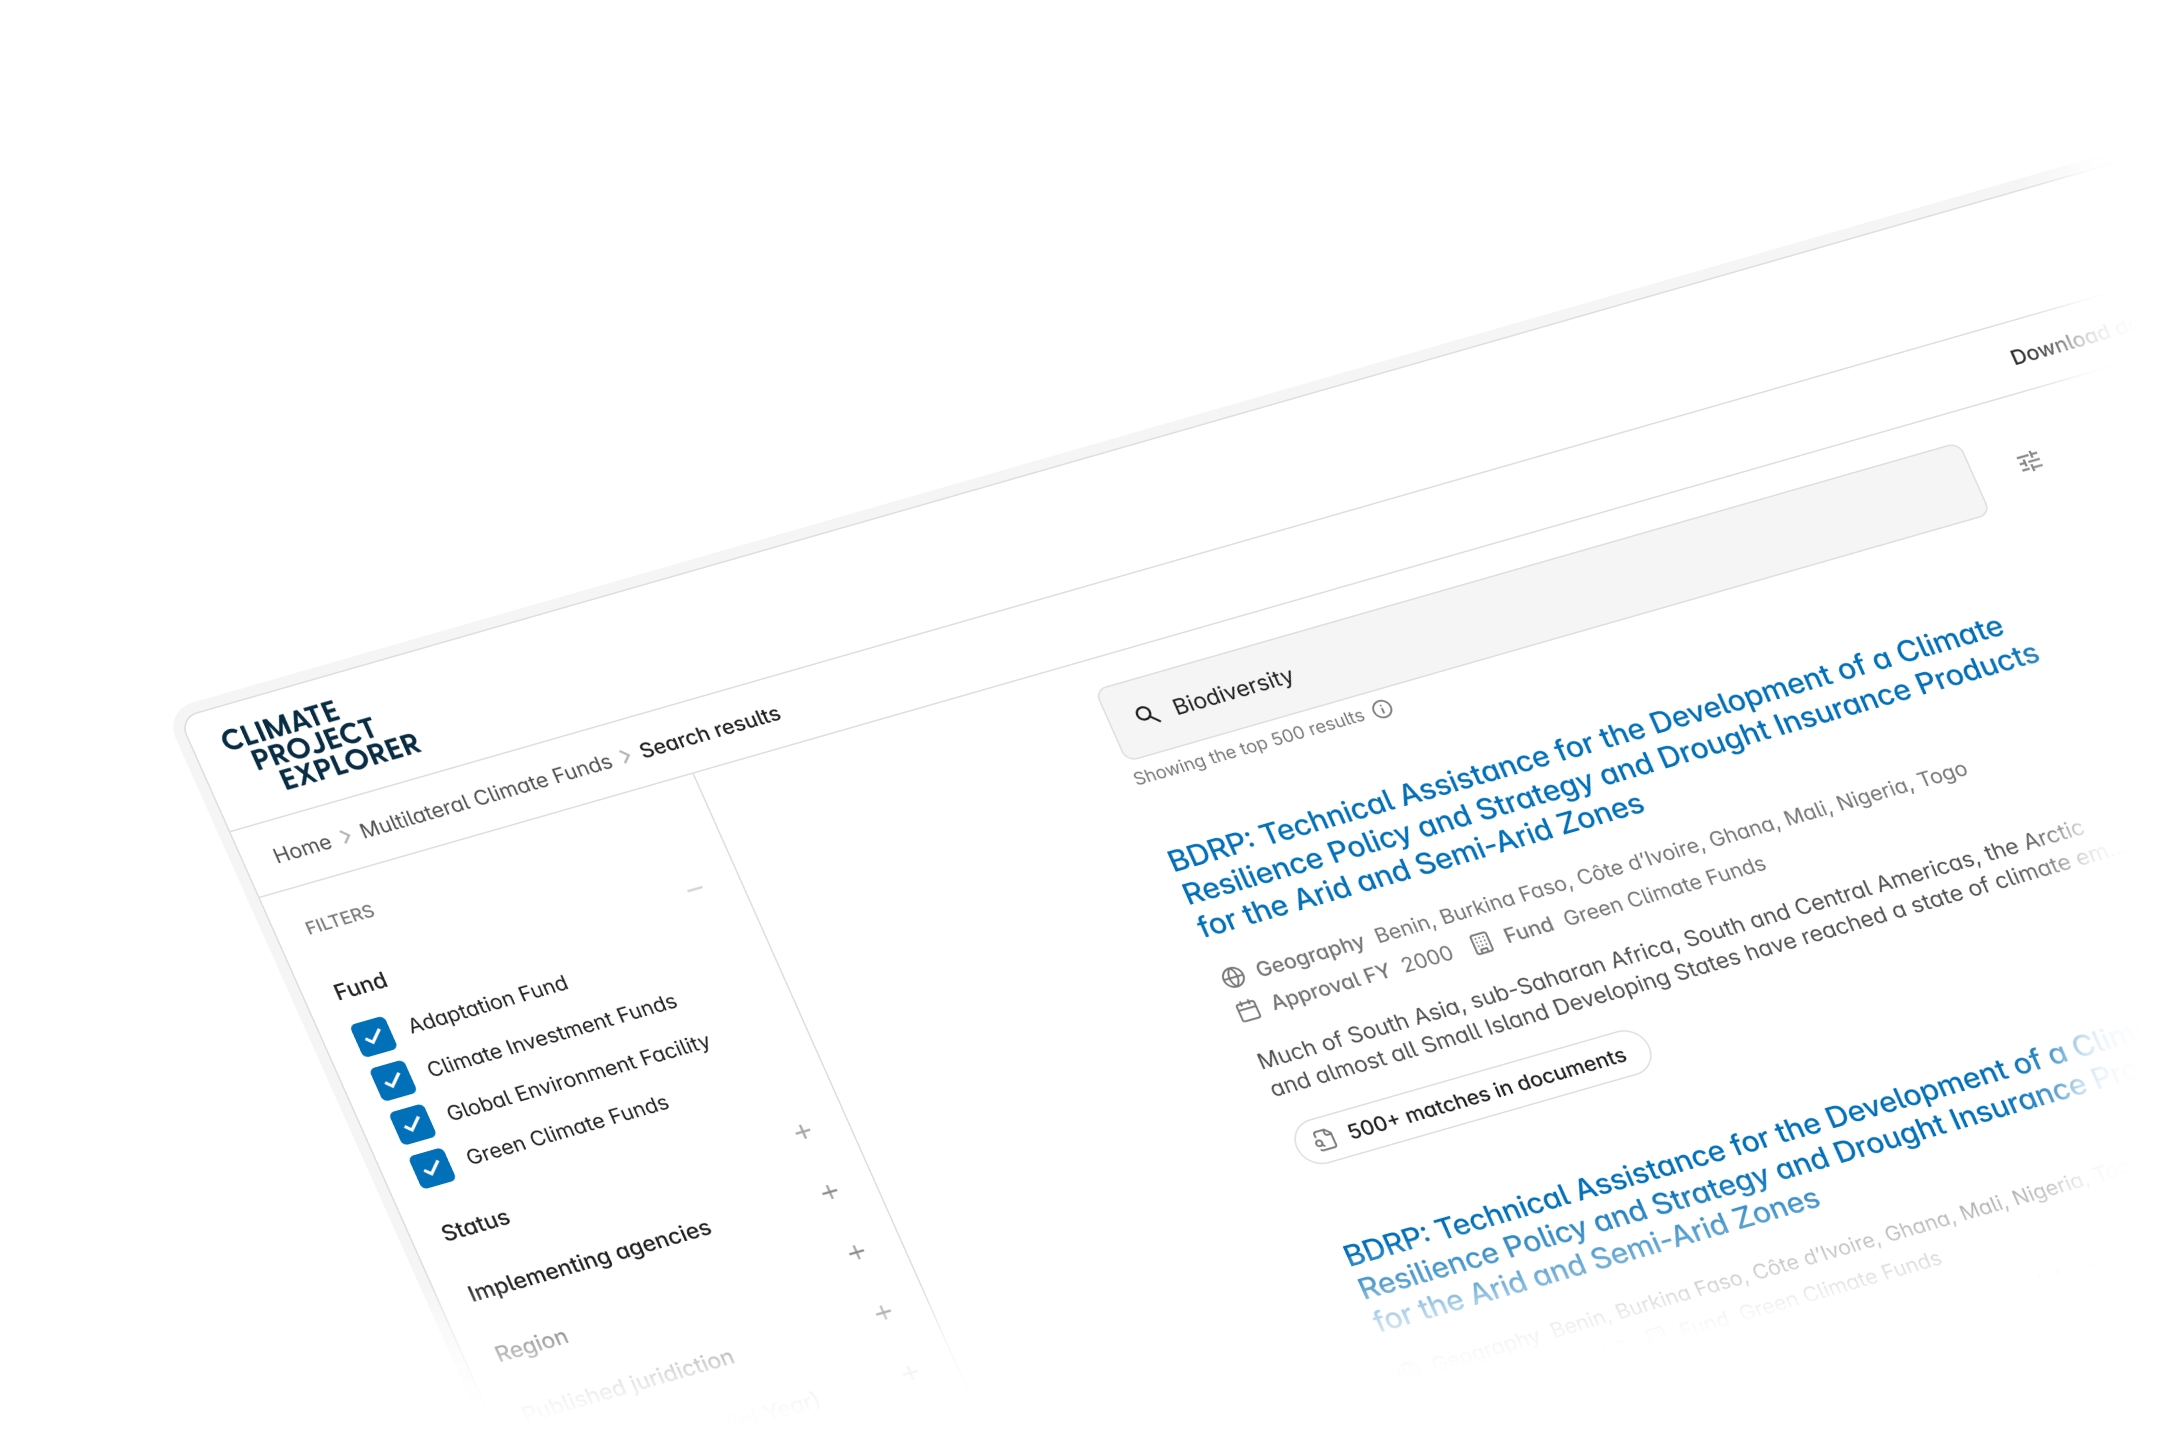 CLIMATE
PROJECT
EXPLORER
Download
Home > Multilateral Climate Funds > Search results
FILTERS
Fund
Adaptation Fund
Climate Investment Funds
Global Environment Facility
Green Climate Funds
Status
Implementing agencies
Region
Published juridiction
Year)
Biodiversity
Showing the top 500 results
BDRP: Technical Assistance for the Development of a Climate
Resilience Policy and Strategy and Drought Insurance Products
for the Arid and Semi-Arid Zones
Geography Benin, Burkina Faso, Côte d'Ivoire, Ghana, Mali, Nigeria, Togo
Approval FY 2000 Fund Green Climate Funds
Much of South Asia, sub-Saharan Africa, South and Central Americas, the Arctic
and almost all Small Island Developing States have reached a state of climate em...
500+ matches in documents
BDRP: Technical Assistance for the Development of a Clim
Resilience Policy and Strategy and Drought Insurance Pro
for the Arid and Semi-Arid Zones
Geography Benin, Burkina Faso, Côte d'Ivoire, Ghana, Mali, Nigeria,
Fund Green Climate Funds